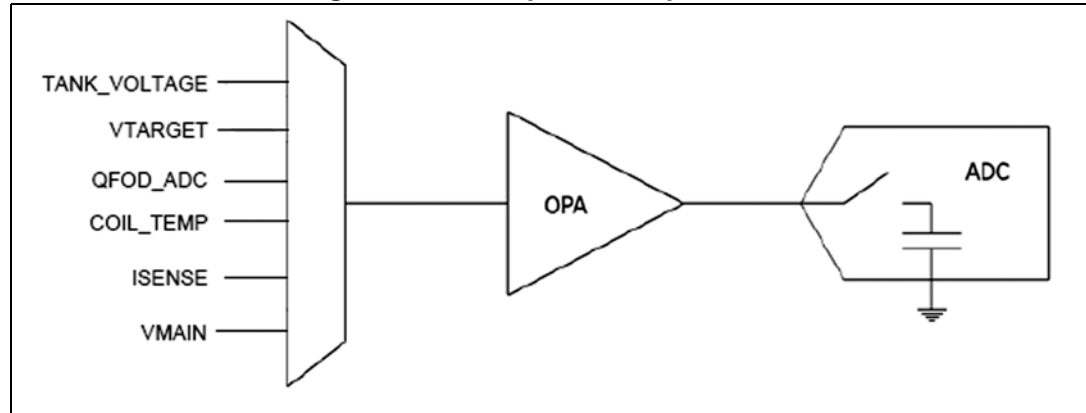 TANK_VOLTAGE
VTARGET
QFOD_ADC
COIL_TEMP
ISENSE
VMAIN
OPA
ADC